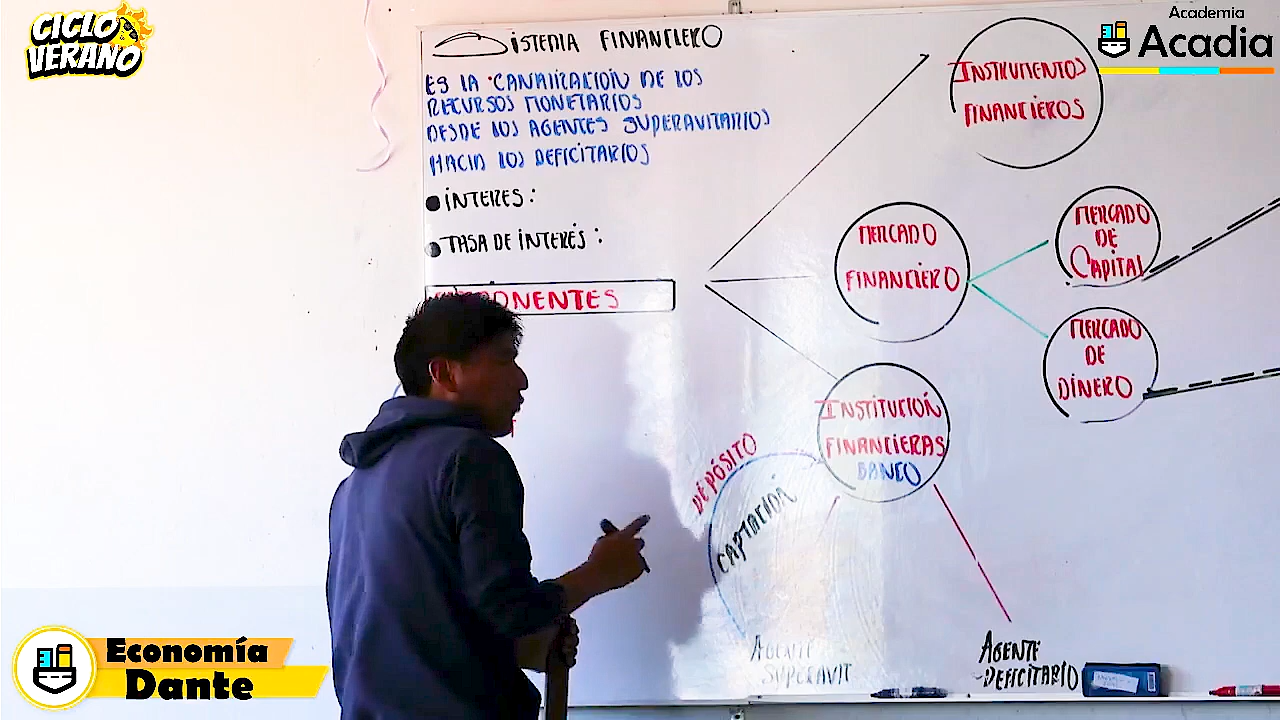 CICLO
VERANO
Academia
Acadia
SISTEMA FINANCIERO
ES LA CANALIZACIÓN DE LOS
RECURSOS MONETARIOS
DESDE LOS AGENTES SUPERAVITARIOS
HACIA LOS DEFICITARIOS
INTERES:
TASA DE INTERÉS:
PONENTES
INSTRUMENTOS
FINANCIEROS
MERCADO
FINANCIERO
MERCADO
DE
CAPITAL
MERCADO
DE
DINERO
INSTITUCIÓN
FINANCIERAS
BANCO
DEPÓSITO
CAPTACIÓN
AGENTE
SUPERAVIT
AGENTE
DEFICITARIO
Economía
Dante